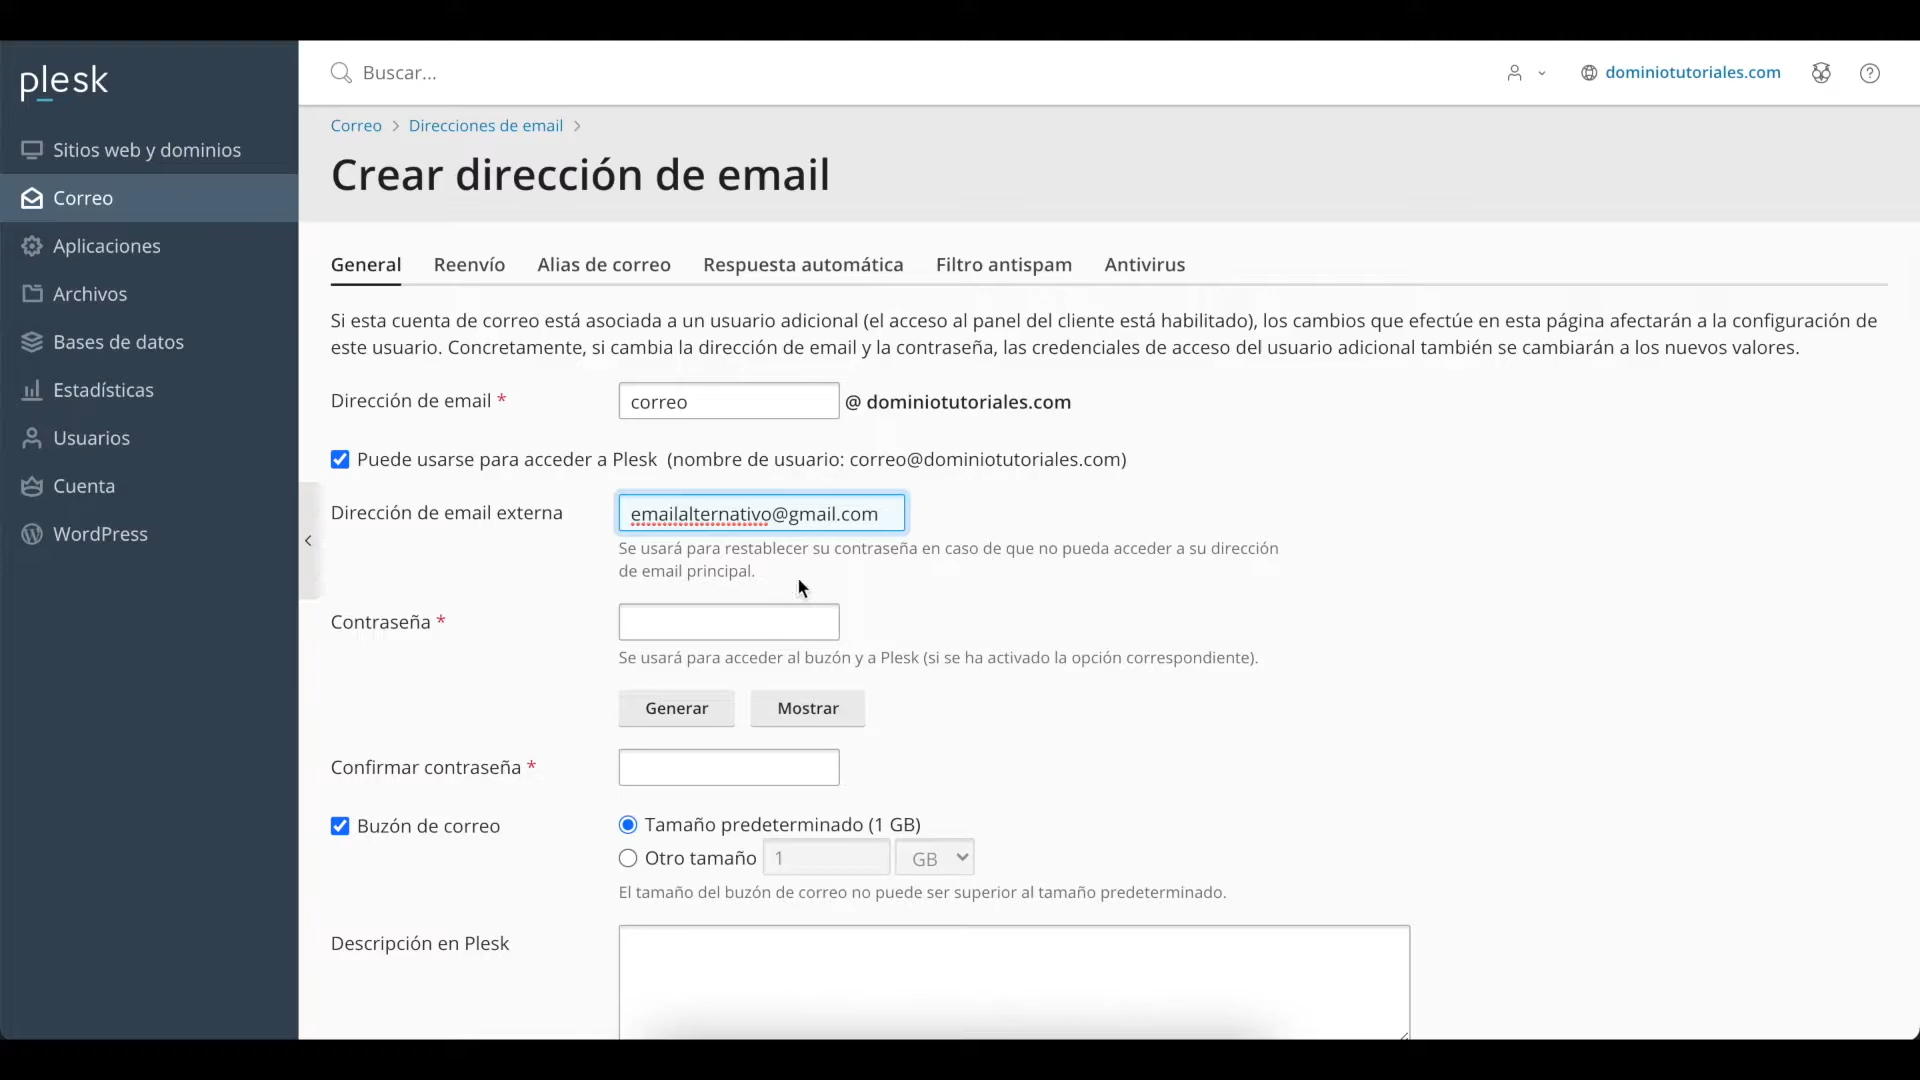 plesk
Buscar...
dominiotutoriales.com
Sitios web y dominios
Correo
Aplicaciones
Archivos
Bases de datos
Estadísticas
Usuarios
Cuenta
WordPress
Correo > Direcciones de email >
Crear dirección de email
General Reenvío Alias de correo Respuesta automática Filtro antispam Antivirus
Si esta cuenta de correo está asociada a un usuario adicional (el acceso al panel del cliente está habilitado), los cambios que efectúe en esta página afectarán a la configuración de
este usuario. Concretamente, si cambia la dirección de email y la contraseña, las credenciales de acceso del usuario adicional también se cambiarán a los nuevos valores.
Dirección de email * correo @ dominiotutoriales.com
Puede usarse para acceder a Plesk (nombre de usuario: correo@dominiotutoriales.com)
Dirección de email externa emailalternativo@gmail.com
Se usará para restablecer su contraseña en caso de que no pueda acceder a su dirección
de email principal.
Contraseña *
Se usará para acceder al buzón y a Plesk (si se ha activado la opción correspondiente).
Generar Mostrar
Confirmar contraseña *
Buzón de correo Tamaño predeterminado (1 GB)
Otro tamaño 1 GB
El tamaño del buzón de correo no puede ser superior al tamaño predeterminado.
Descripción en Plesk